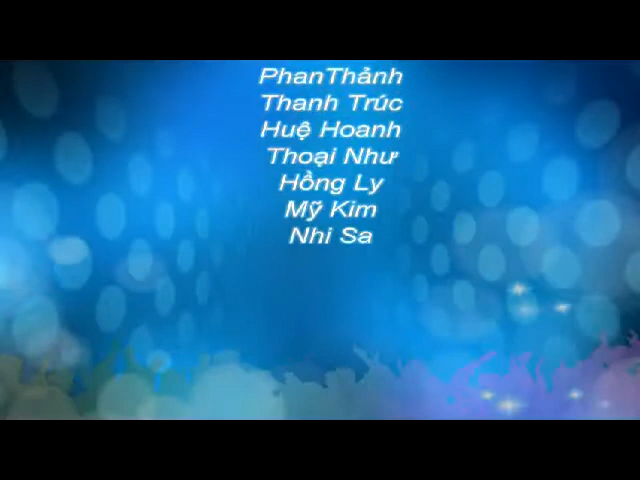 PhanThảnh
Thanh Trúc
Huệ Hoanh
Thoại Như
Hồng Ly
Mỹ Kim
Nhi Sa